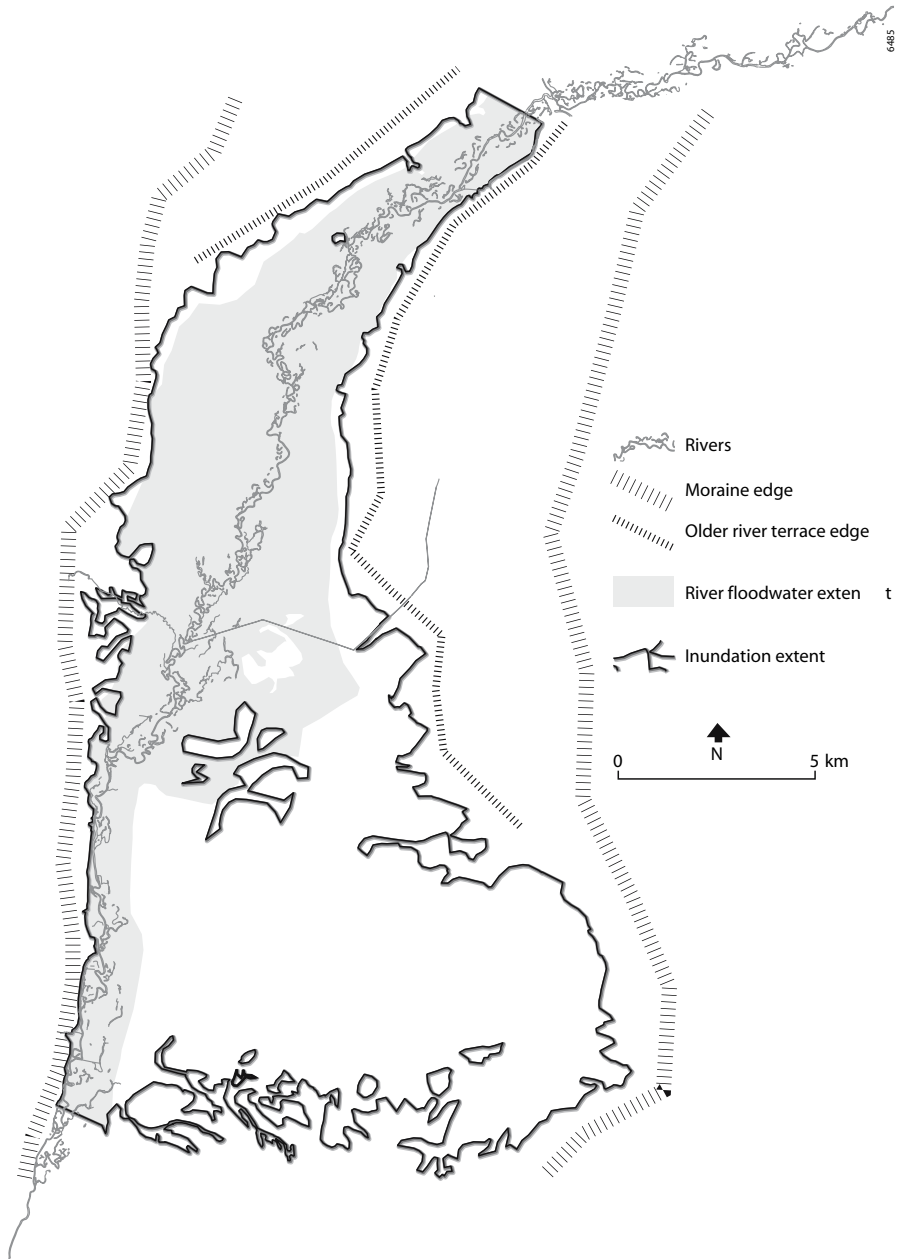 6485
Rivers
Moraine edge
Older river terrace edge
River floodwater exten t
Inundation extent
N
0 5 km